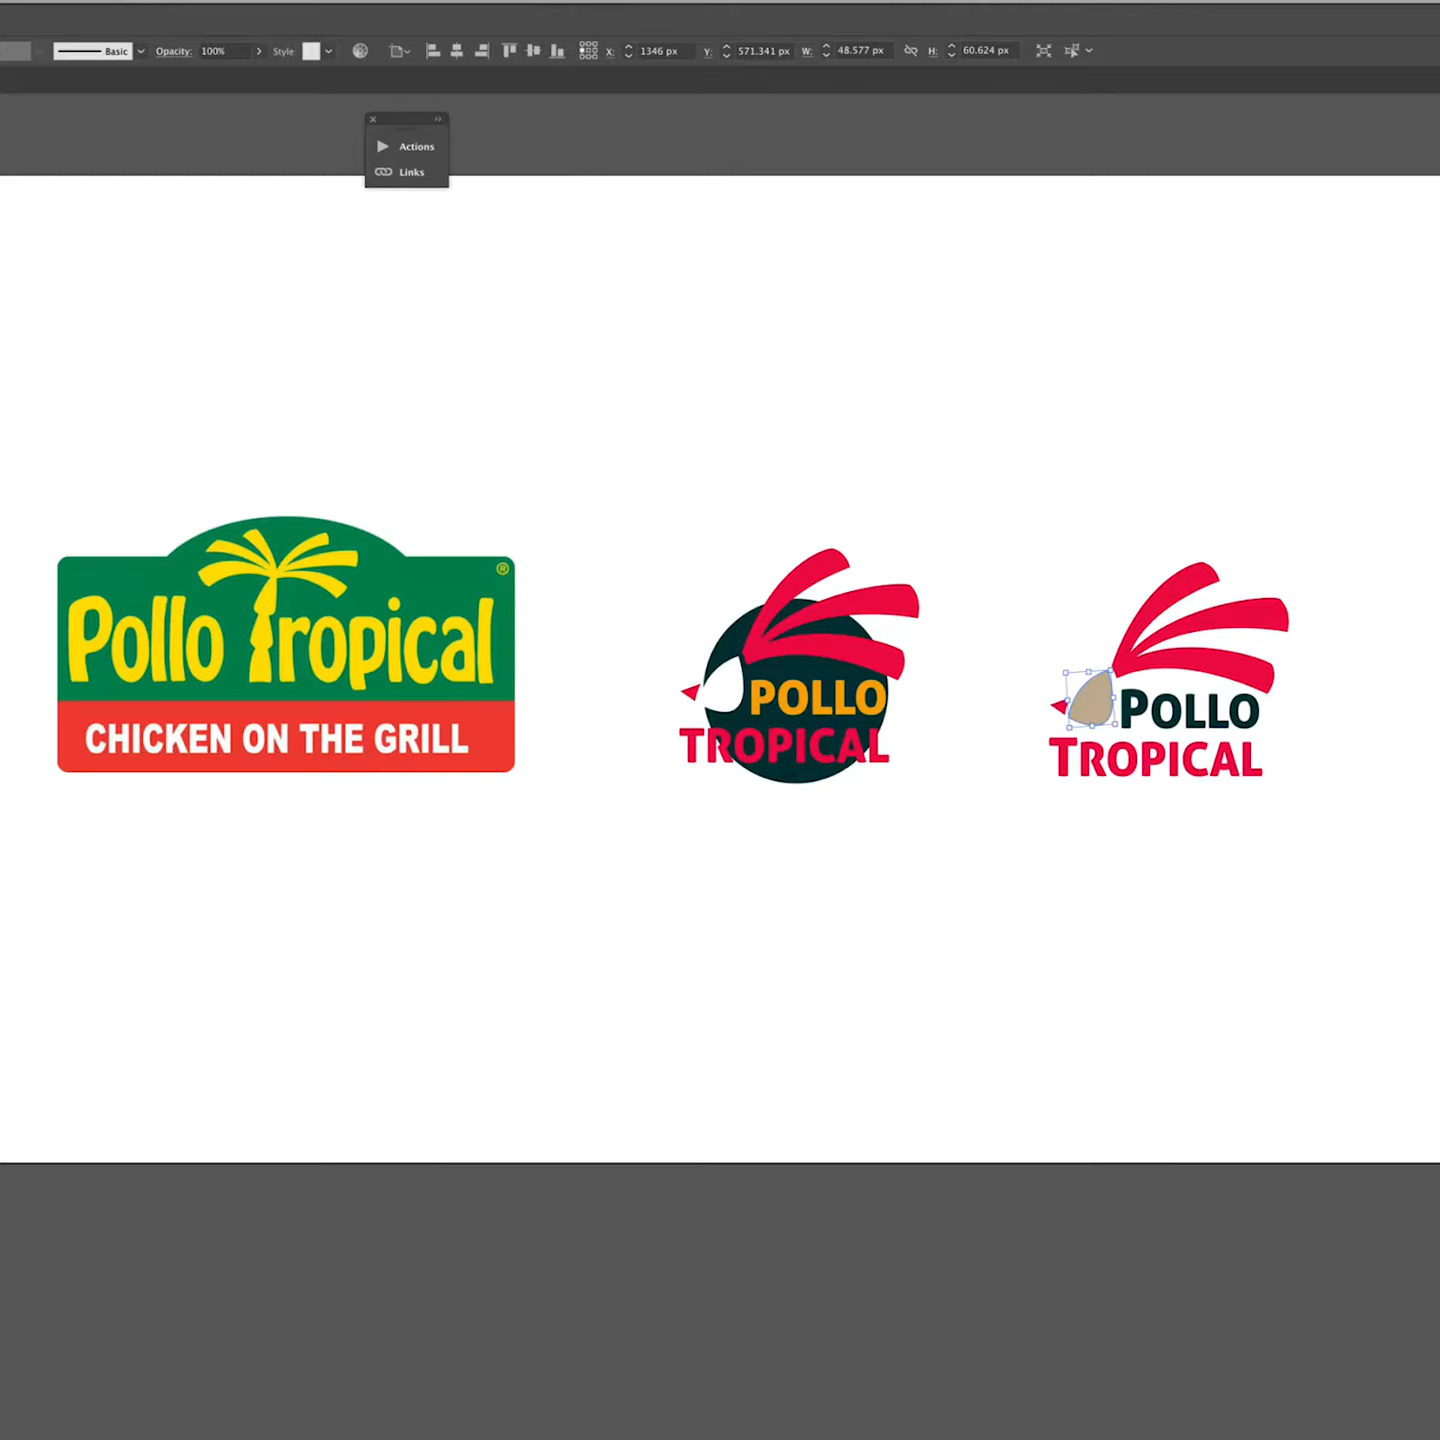 Basic Opacity: 100% Style X: 1346 px Y: 571.341 px W: 48.577 px H: 60.624 px
Actions
Links
Pollo Tropical ®
CHICKEN ON THE GRILL
POLLO
TROPICAL
POLLO
TROPICAL